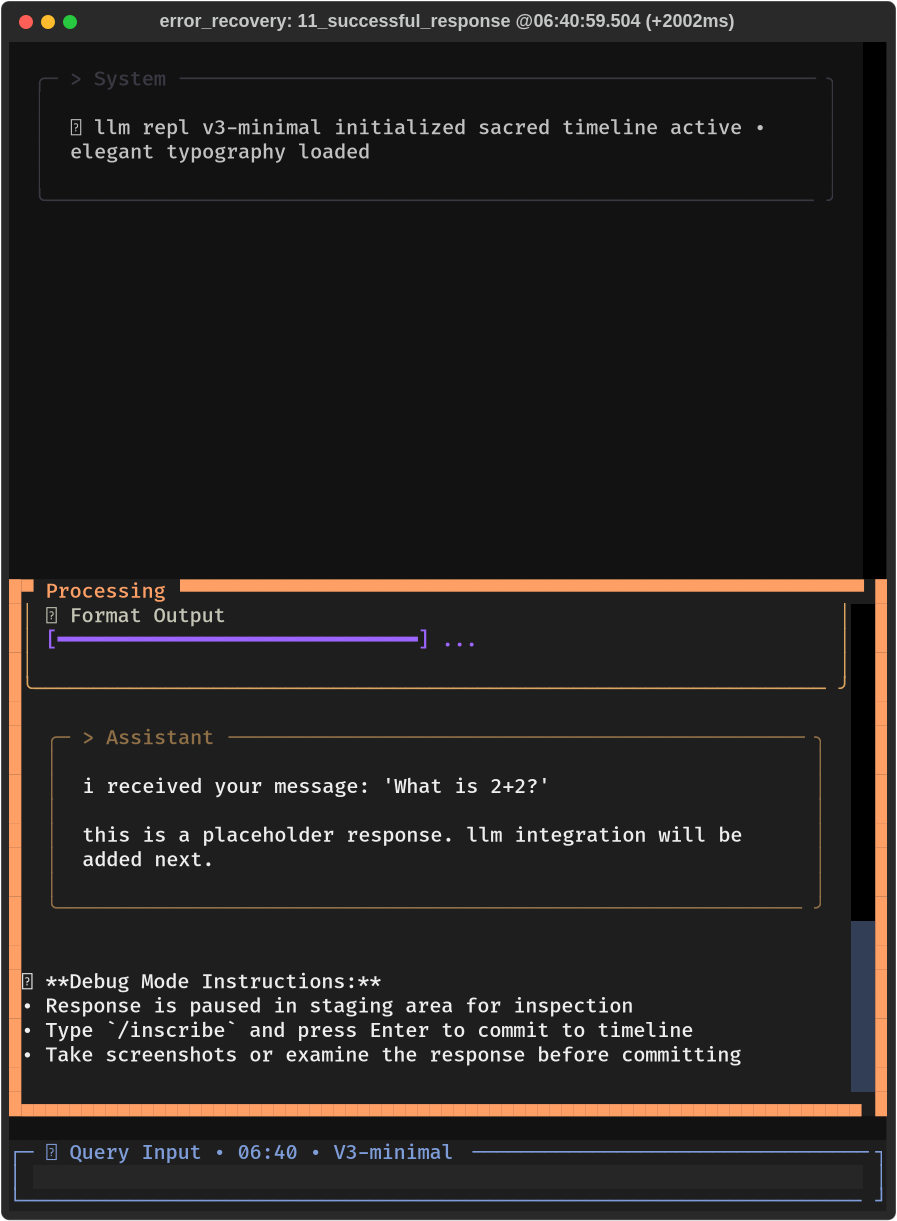 error_recovery: 11_successful_response @06:40:59.504 (+2002ms)
> System
llm repl v3-minimal initialized sacred timeline active •
elegant typography loaded
Processing
Format Output
[━━━━━━━━━━━━━━━━━━━━━━━━━━━━━━] ...
> Assistant
i received your message: 'What is 2+2?'
this is a placeholder response. llm integration will be
added next.
**Debug Mode Instructions:**
• Response is paused in staging area for inspection
• Type `/inscribe` and press Enter to commit to timeline
• Take screenshots or examine the response before committing
Query Input • 06:40 • V3-minimal